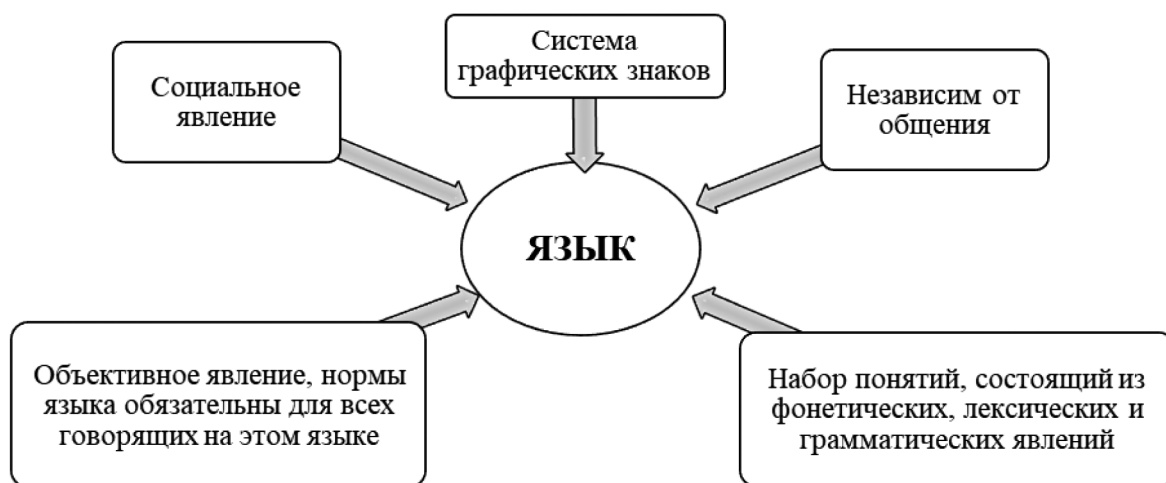 Система
графических знаков
Социальное
явление
Независим от
общения
ЯЗЫК
Объективное явление, нормы
языка обязательны для всех
говорящих на этом языке
Набор понятий, состоящий из
фонетических, лексических и
грамматических явлений